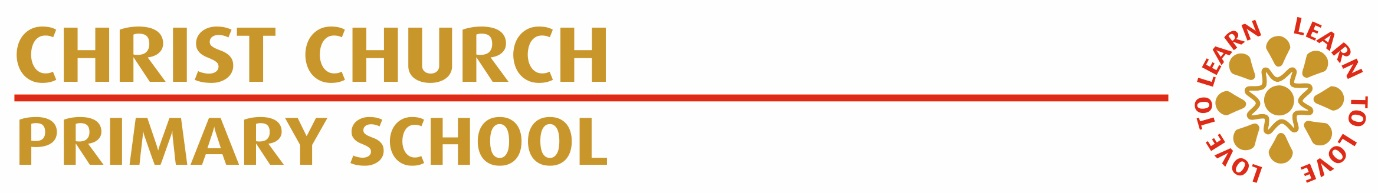 CHRIST CHURCH
PRIMARY SCHOOL
LOVE TO LEARN
LEARN TO LOVE